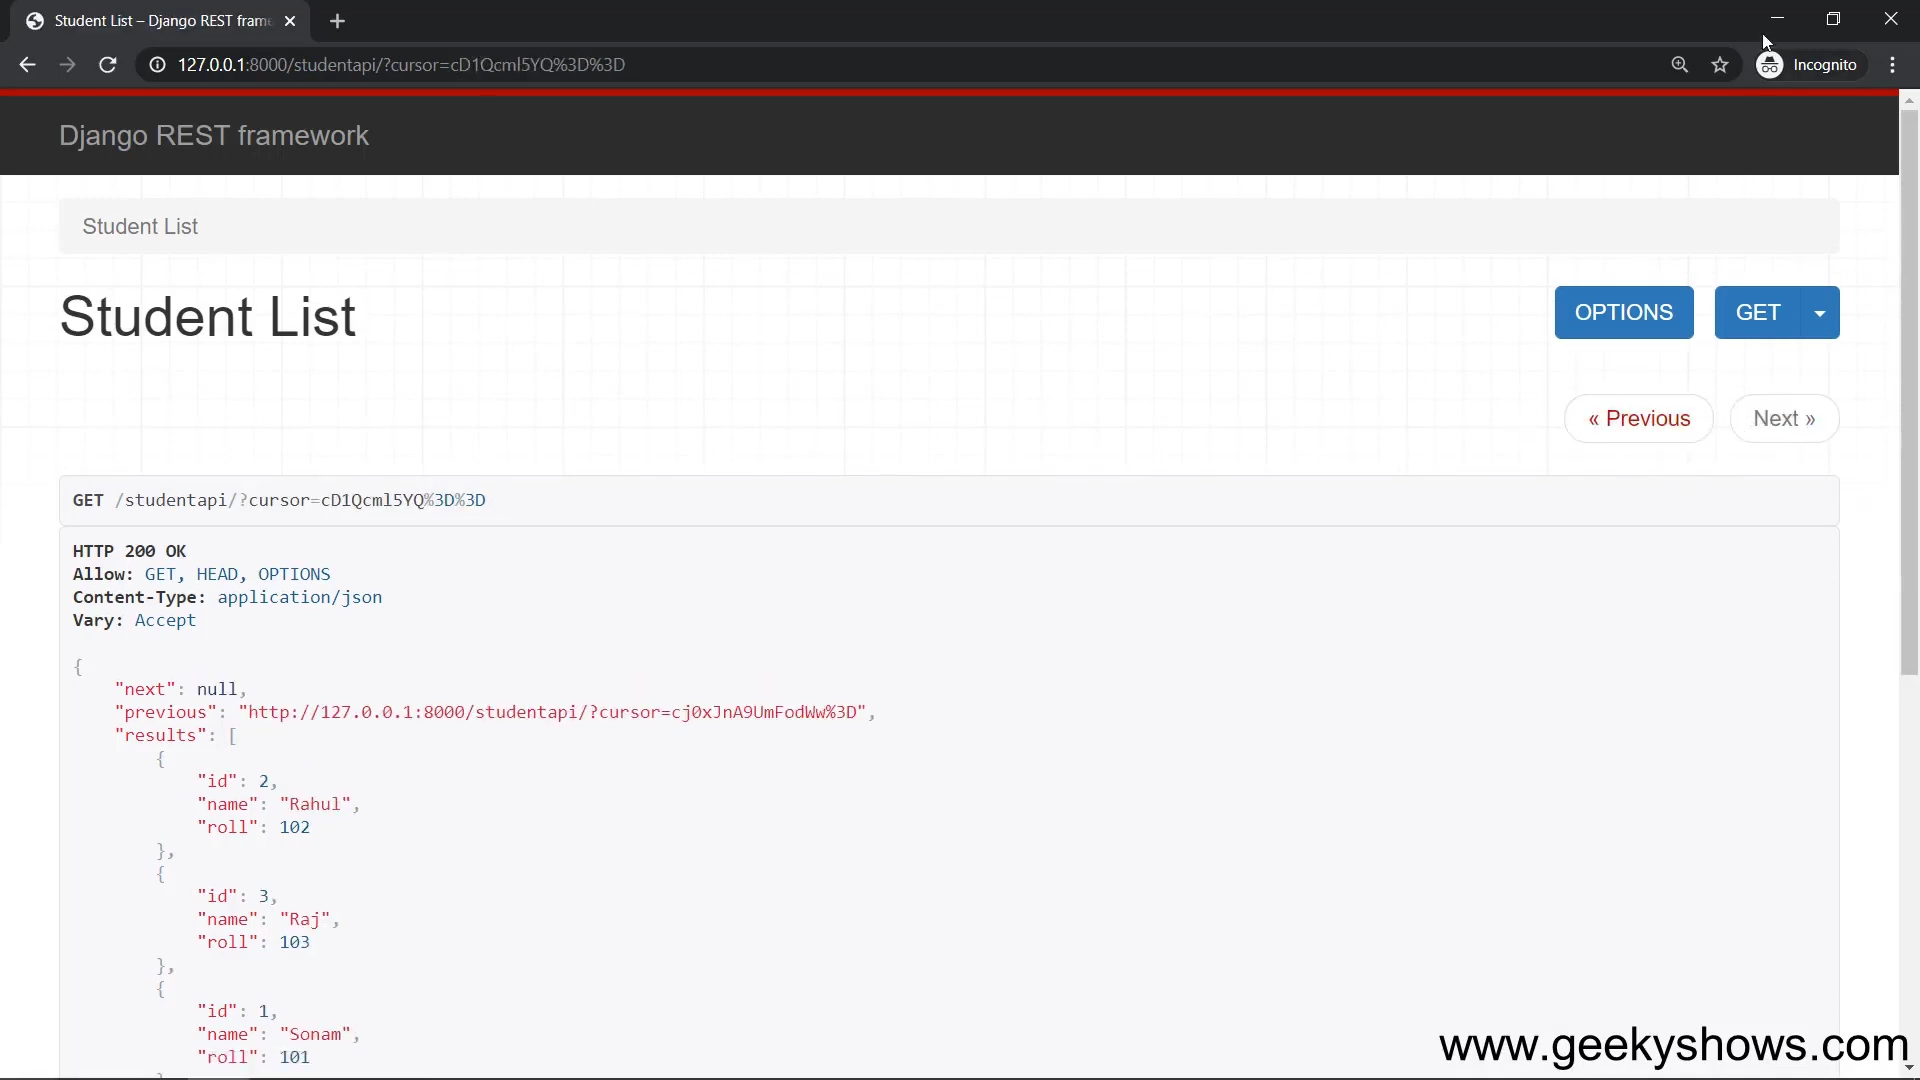 Student List – Django REST frame
127.0.0.1:8000/studentapi/?cursor=cD1Qcml5YQ%3D%3D
Incognito
Django REST framework
Student List
Student List
OPTIONS
GET
« Previous
Next »
GET /studentapi/?cursor=cD1Qcml5YQ%3D%3D
HTTP 200 OK
Allow: GET, HEAD, OPTIONS
Content-Type: application/json
Vary: Accept
{
"next": null,
"previous": "http://127.0.0.1:8000/studentapi/?cursor=cj0xJnA9UmFodWw%3D",
"results": [
{
"id": 2,
"name": "Rahul",
"roll": 102
},
{
"id": 3,
"name": "Raj",
"roll": 103
},
{
"id": 1,
"name": "Sonam",
"roll": 101
www.geekyshows.com